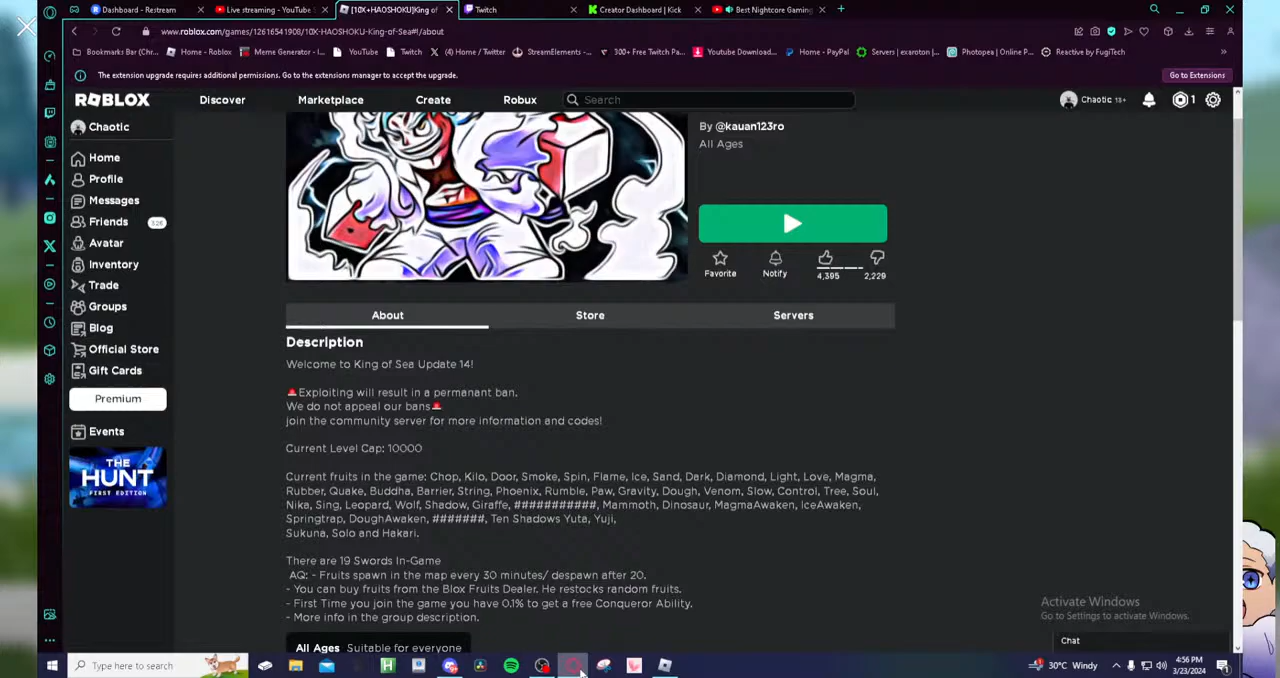 Dashboard - Restream
Live streaming - YouTube
[10X+HAOSHOKU]King of
Twitch
Creator Dashboard | Kick
Best Nightcore Gaming
www.roblox.com/games/12616541908/10X-HAOSHOKU-King-of-Sea#!/about
Bookmarks Bar (Chr...
Home - Roblox
Meme Generator - I...
YouTube
Twitch
(4) Home / Twitter
StreamElements -...
300+ Free Twitch Pa...
Youtube Download...
Home - PayPal
Servers | exaroton |...
Photopea | Online P...
Reactive by FugiTech
The extension upgrade requires additional permissions. Go to the extensions manager to accept the upgrade.
Go to Extensions
ROBLOX
Discover
Marketplace
Create
Robux
Search
Chaotic 13+
1
Chaotic
Home
Profile
Messages
Friends
Avatar
Inventory
Trade
Groups
Blog
Official Store
Gift Cards
Premium
Events
THE
HUNT
FIRST EDITION
By @kauan123ro
All Ages
Favorite
Notify
4,395
2,229
About
Store
Servers
Description
Welcome to King of Sea Update 14!
🚨Exploiting will result in a permanant ban.
We do not appeal our bans🚨
join the community server for more information and codes!
Current Level Cap: 10000
Current fruits in the game: Chop, Kilo, Door, Smoke, Spin, Flame, Ice, Sand, Dark, Diamond, Light, Love, Magma,
Rubber, Quake, Buddha, Barrier, String, Phoenix, Rumble, Paw, Gravity, Dough, Venom, Slow, Control, Tree, Soul,
Nika, Sing, Leopard, Wolf, Shadow, Giraffe, ###########, Mammoth, Dinosaur, MagmaAwaken, IceAwaken,
Springtrap, DoughAwaken, #######, Ten Shadows Yuta, Yuji,
Sukuna, Solo and Hakari.
There are 19 Swords In-Game
AQ: - Fruits spawn in the map every 30 minutes/ despawn after 20.
- You can buy fruits from the Blox Fruits Dealer. He restocks random fruits.
- First Time you join the game you have 0.1% to get a free Conqueror Ability.
- More info in the group description.
All Ages Suitable for everyone
Activate Windows
Go to Settings to activate Windows.
Chat
Type here to search
30°C Windy
4:56 PM
3/23/2024